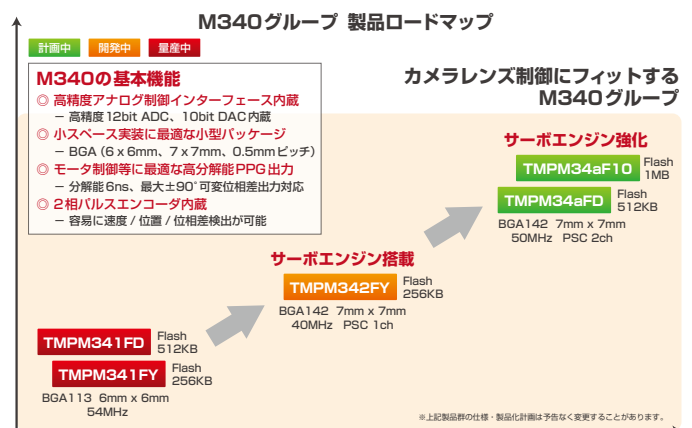 M340グループ 製品ロードマップ
計画中 開発中 量産中
M340の基本機能
◎ 高精度アナログ制御インターフェース内蔵
− 高精度12bit ADC、10bit DAC内蔵
◎ 小スペース実装に最適な小型パッケージ
− BGA（6 x 6mm、7 x 7mm、0.5mmピッチ）
◎ モータ制御等に最適な高分解能PPG出力
− 分解能6ns、最大±90°可変位相差出力対応
◎ 2相パルスエンコーダ内蔵
− 容易に速度 / 位置 / 位相差検出が可能
カメラレンズ制御にフィットする
M340グループ
サーボエンジン強化
TMPM34aF10 Flash
1MB
TMPM34aFD Flash
512KB
BGA142 7mm x 7mm
50MHz PSC 2ch
サーボエンジン搭載
TMPM342FY Flash
256KB
BGA142 7mm x 7mm
40MHz PSC 1ch
TMPM341FD Flash
512KB
TMPM341FY Flash
256KB
BGA113 6mm x 6mm
54MHz
※上記製品群の仕様・製品化計画は予告なく変更することがあります。